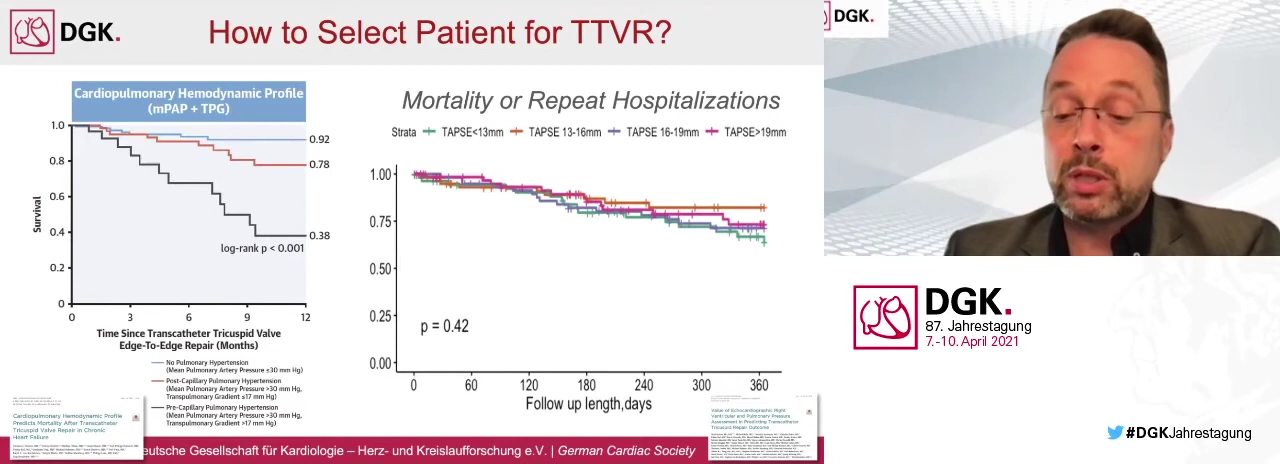 DGK.
How to Select Patient for TTVR?
Cardiopulmonary Hemodynamic Profile
(mPAP + TPG)
1.0
0.8
0.6
0.4
0.2
0
Survival
0.92
0.78
0.38
log-rank p < 0.001
0
3
6
9
12
Time Since Transcatheter Tricuspid Valve
Edge-To-Edge Repair (Months)
No Pulmonary Hypertension
(Mean Pulmonary Artery Pressure ≤30 mm Hg)
Post-Capillary Pulmonary Hypertension
(Mean Pulmonary Artery Pressure >30 mm Hg,
Transpulmonary Gradient ≤17 mm Hg)
Pre-Capillary Pulmonary Hypertension
(Mean Pulmonary Artery Pressure >30 mm Hg,
Transpulmonary Gradient >17 mm Hg)
Mortality or Repeat Hospitalizations
Strata TAPSE<13mm TAPSE 13-16mm TAPSE 16-19mm TAPSE>19mm
1.00
0.75
0.50
0.25
0.00
p = 0.42
0 60 120 180 240 300 360
Follow up length,days
Cardiopulmonary Hemodynamic Profile
Predicts Mortality After Transcatheter
Tricuspid Valve Repair in Chronic
Heart Failure
Value of Echocardiographic Right
Ventricular and Pulmonary Pressure
Assessment in Predicting Transcatheter
Tricuspid Repair Outcome
eutsche Gesellschaft für Kardiologie – Herz- und Kreislaufforschung e.V. | German Cardiac Society
DGK.
DGK.
87. Jahrestagung
7.-10. April 2021
#DGK.Jahrestagung